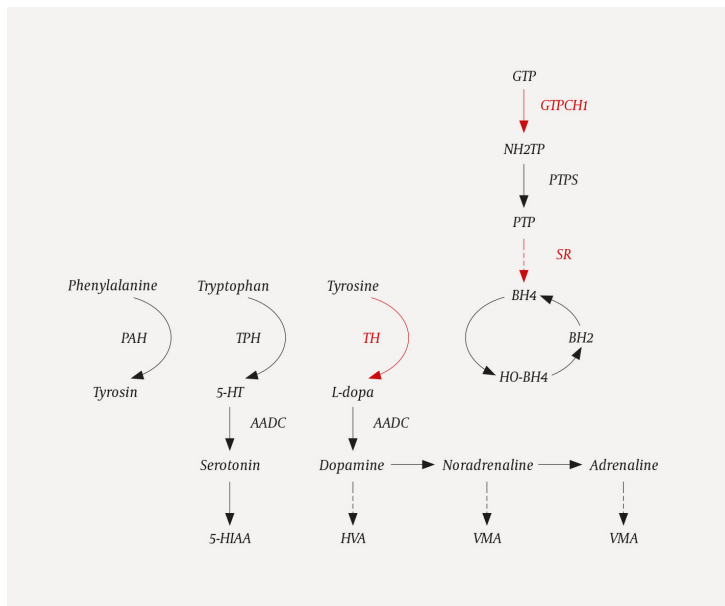 GTP
GTPCH1
NH2TP
PTPS
PTP
SR
Phenylalanine Tryptophan Tyrosine BH4
PAH TPH TH BH2
HO-BH4
Tyrosin 5-HT L-dopa
AADC AADC
Serotonin Dopamine Noradrenaline Adrenaline
5-HIAA HVA VMA VMA